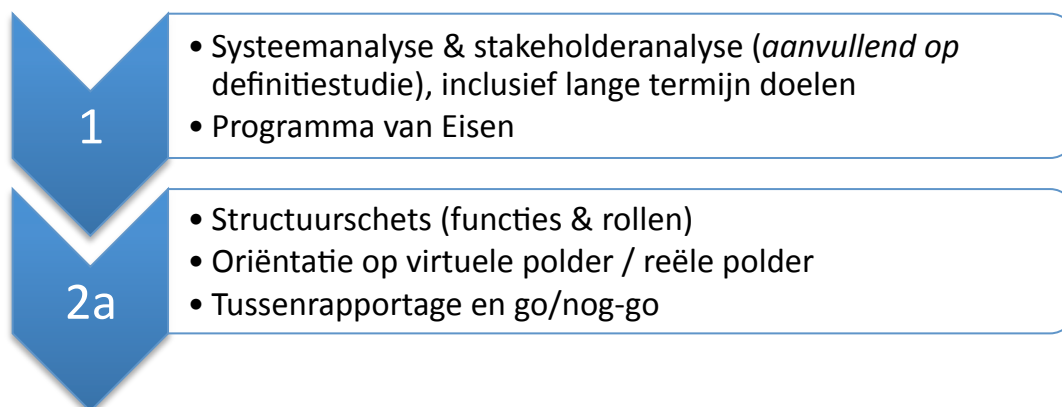 1
• Systeemanalyse & stakeholderanalyse (aanvullend op
definitiestudie), inclusief lange termijn doelen
• Programma van Eisen
2a
• Structuurschets (functies & rollen)
• Oriëntatie op virtuele polder / reële polder
• Tussenrapportage en go/nog-go